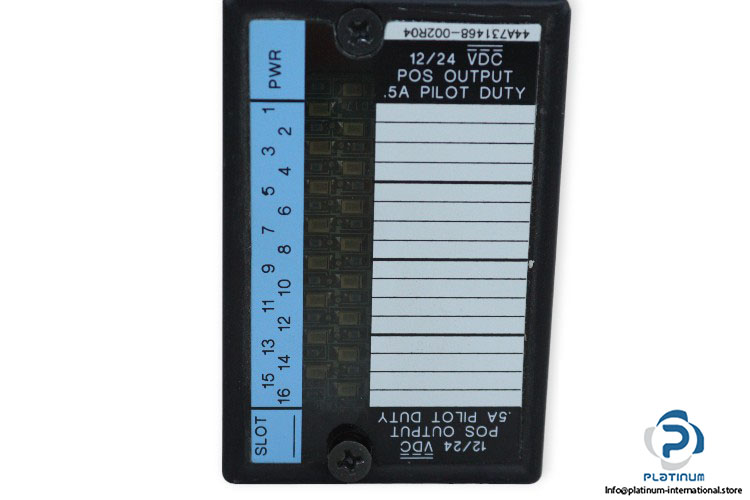 44A731468-002R04
12/24 VDC
POS OUTPUT
.5A PILOT DUTY
PWR
1
2
3
4
5
6
7
8
9
10
11
12
13
14
15
16
SLOT
12/24 VDC
POS OUTPUT
.5A PILOT DUTY
PLATINUM
INTERNATIONAL
Info@platinum-international.store